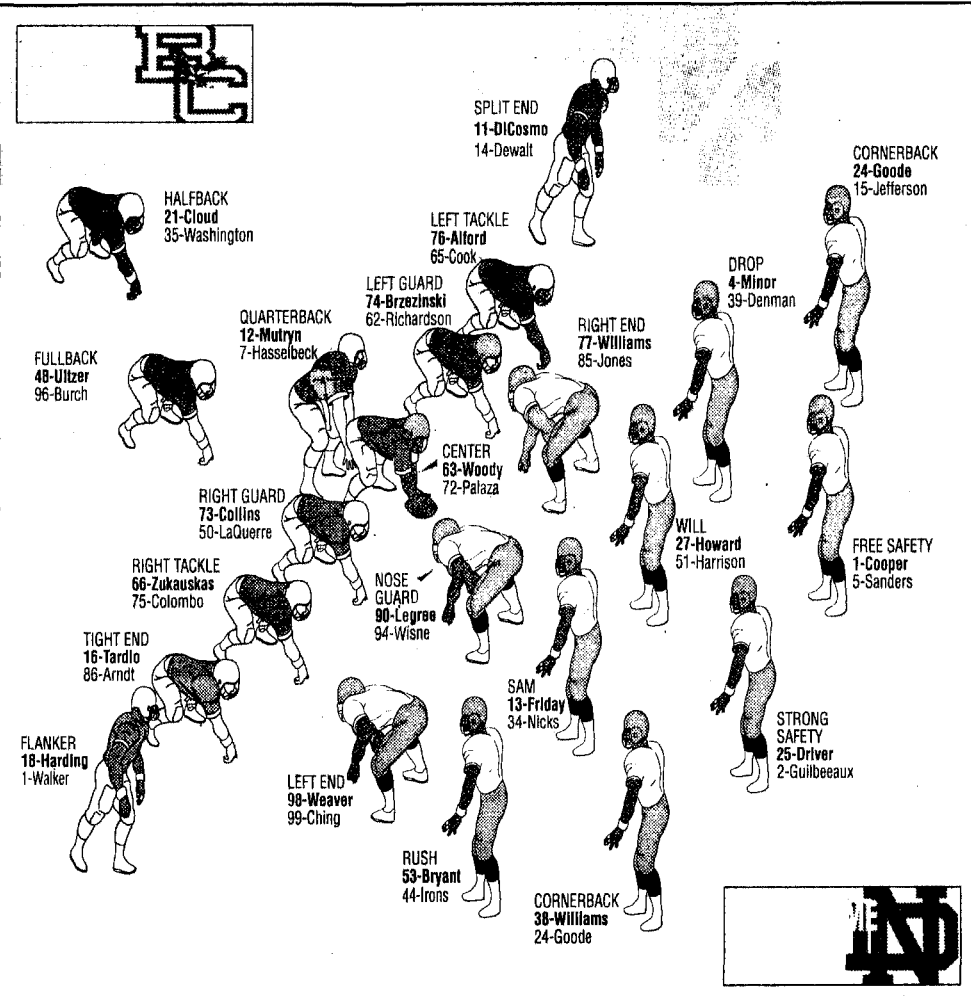 BC
SPLIT END
11-DiCosmo
14-Dewalt
CORNERBACK
24-Goode
15-Jefferson
HALFBACK
21-Cloud
35-Washington
LEFT TACKLE
76-Alford
65-Cook
DROP
4-Minor
39-Denman
LEFT GUARD
74-Brzezinski
62-Richardson
QUARTERBACK
12-Mutryn
7-Hasselbeck
RIGHT END
77-Williams
85-Jones
FULLBACK
48-Ultzer
96-Burch
CENTER
63-Woody
72-Palaza
RIGHT GUARD
73-Collins
50-LaQuerre
WILL
27-Howard
51-Harrison
FREE SAFETY
1-Cooper
5-Sanders
RIGHT TACKLE
66-Zukauskas
75-Colombo
NOSE
GUARD
90-Legree
94-Wisne
TIGHT END
16-Tardio
86-Arndt
SAM
13-Friday
34-Nicks
STRONG
SAFETY
25-Driver
2-Guilbeeaux
FLANKER
18-Harding
1-Walker
LEFT END
98-Weaver
99-Ching
RUSH
53-Bryant
44-Irons
CORNERBACK
38-Williams
24-Goode
ND